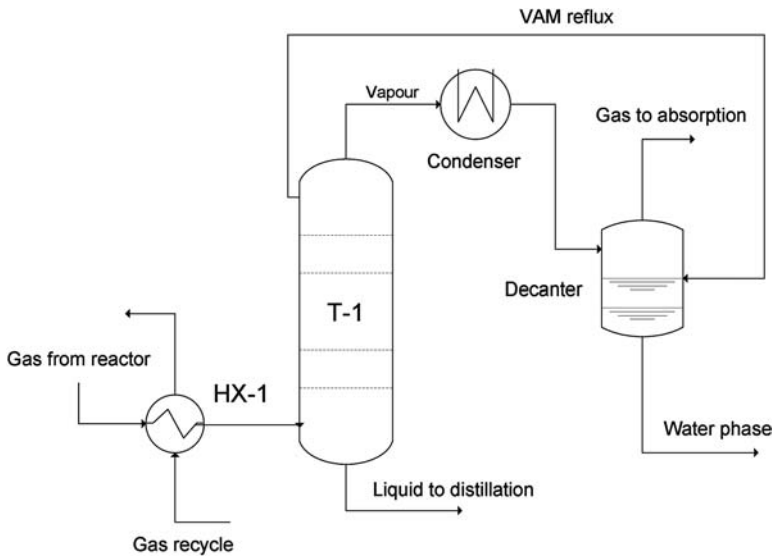 VAM reflux
Vapour
Condenser
Gas to absorption
Decanter
T-1
Gas from reactor
HX-1
Water phase
Liquid to distillation
Gas recycle